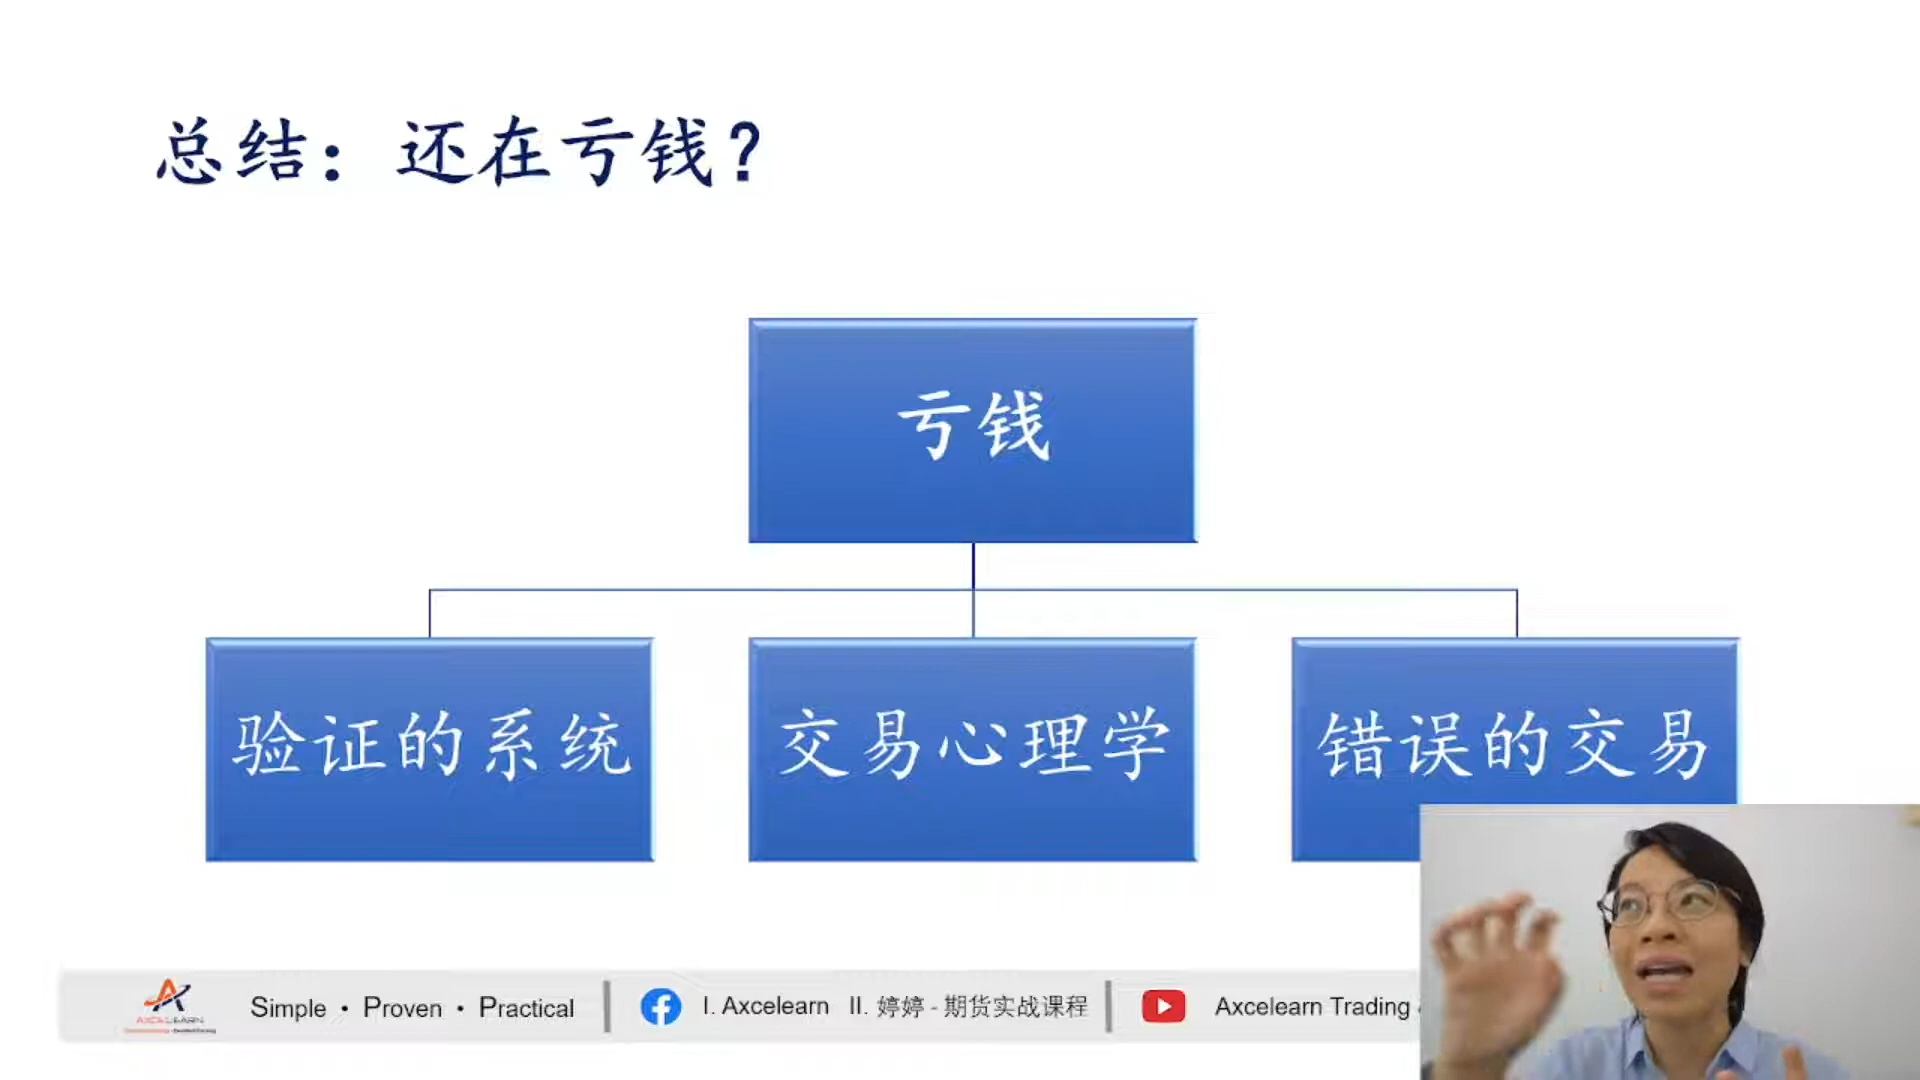 总结：还在亏钱？
亏钱
验证的系统
交易心理学
错误的交易
AXCELEARN
Simple • Proven • Practical
I. Axcelearn II. 婷婷 - 期货实战课程
Axcelearn Trading